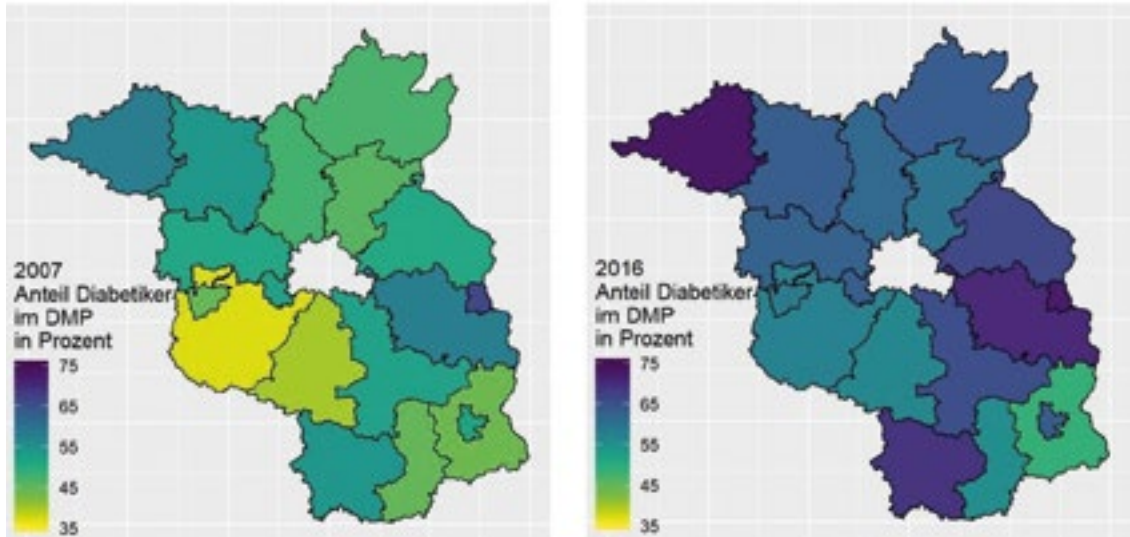 2007
Anteil Diabetiker
im DMP
in Prozent
75
65
55
45
35
2016
Anteil Diabetiker
im DMP
in Prozent
75
65
55
45
35